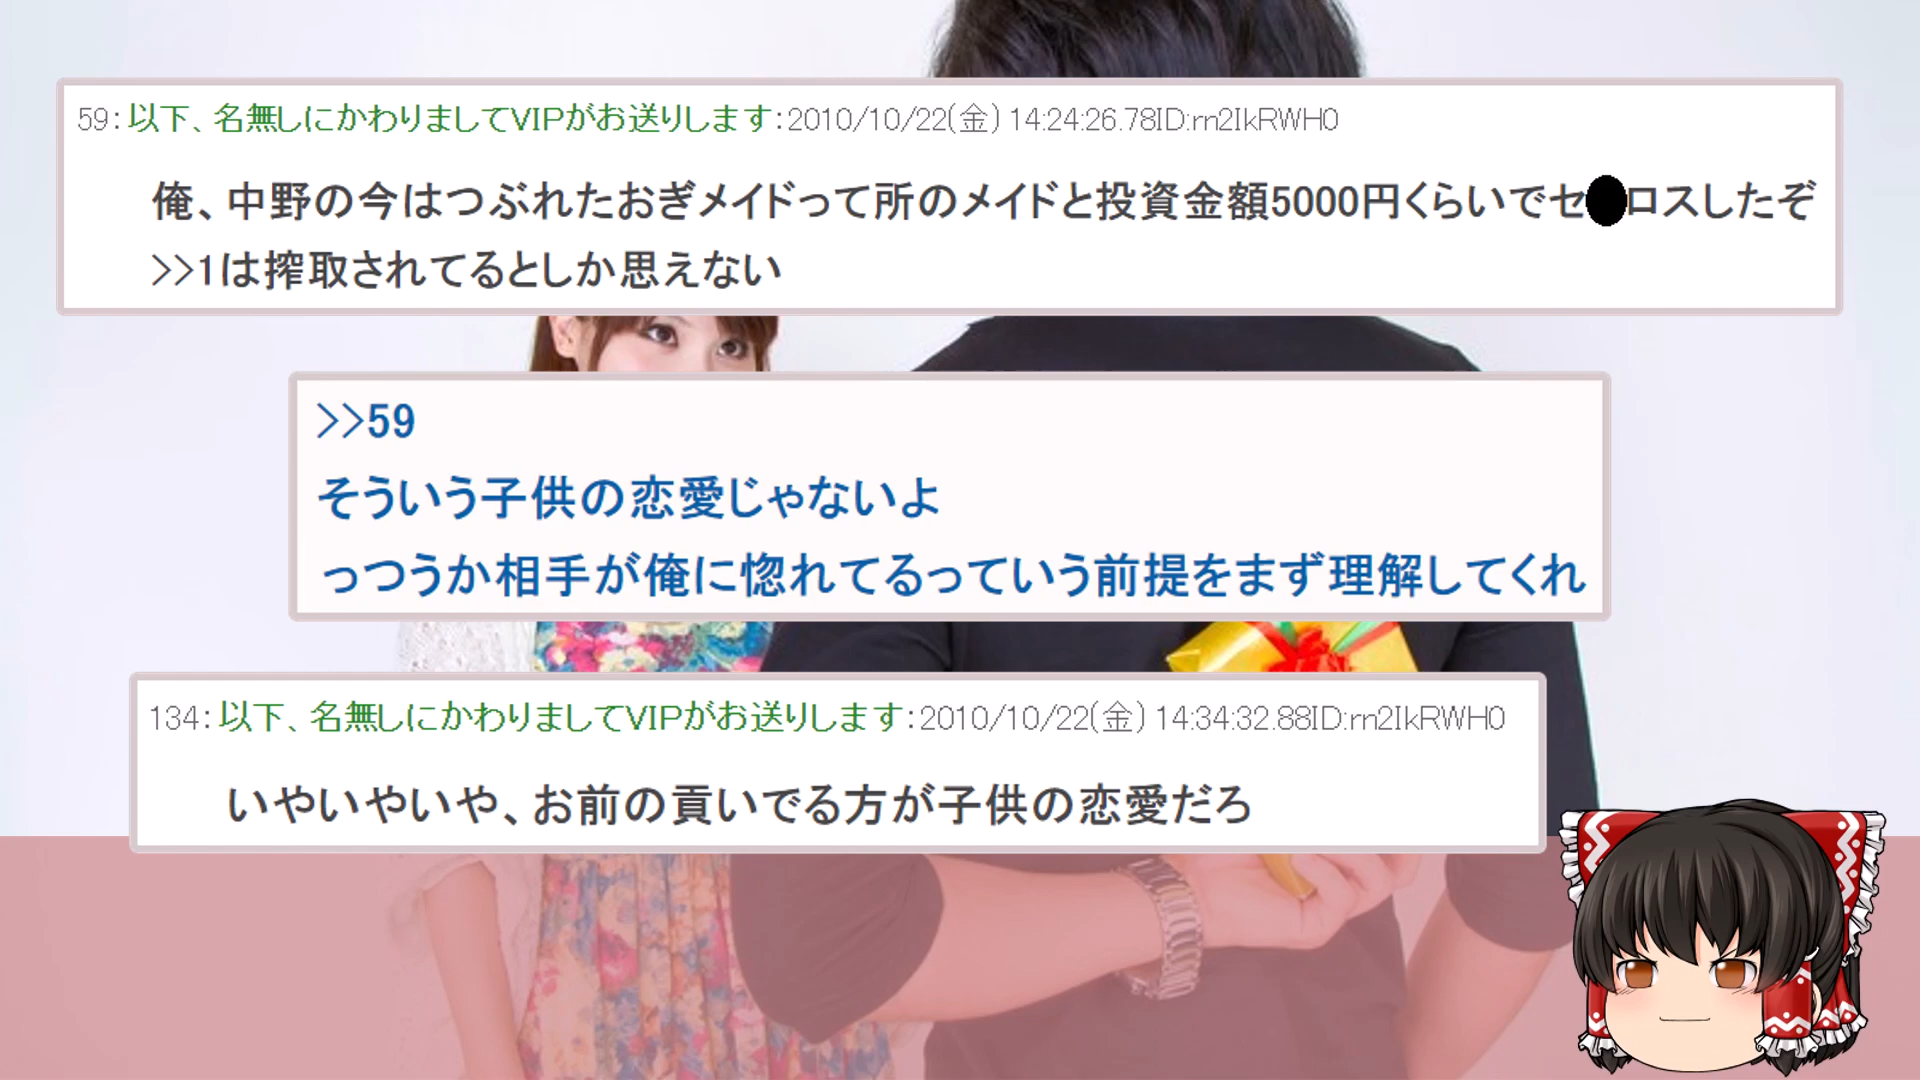 59:以下、名無しにかわりましてVIPがお送りします:2010/10/22(金) 14:24:26.78ID:rn2IkRWH0
俺、中野の今はつぶれたおぎメイドって所のメイドと投資金額5000円くらいでセ●ロスしたぞ
>>1は搾取されてるとしか思えない
>>59
そういう子供の恋愛じゃないよ
っつうか相手が俺に惚れてるっていう前提をまず理解してくれ
134:以下、名無しにかわりましてVIPがお送りします:2010/10/22(金) 14:34:32.88ID:rn2IkRWH0
いやいやいや、お前の貢いでる方が子供の恋愛だろ